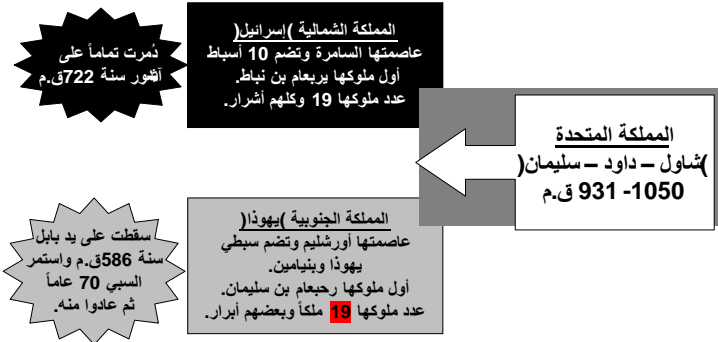 المملكة المتحدة
(شاول – داود – سليمان)
1050- 931 ق.م
المملكة الشمالية (إسرائيل)
عاصمتها السامرة وتضم 10 أسباط
أول ملوكها يربعام بن نباط.
عدد ملوكها 19 وكلهم أشرار.
دُمرت تماماً على
آشور سنة 722ق.م
المملكة الجنوبية (يهوذا)
عاصمتها أورشليم وتضم سبطي
يهوذا وبنيامين.
أول ملوكها رحبعام بن سليمان.
عدد ملوكها 19 ملكاً وبعضهم أبرار.
سقطت على يد بابل
سنة 586ق.م واستمر
السبي 70 عاماً
ثم عادوا منه.